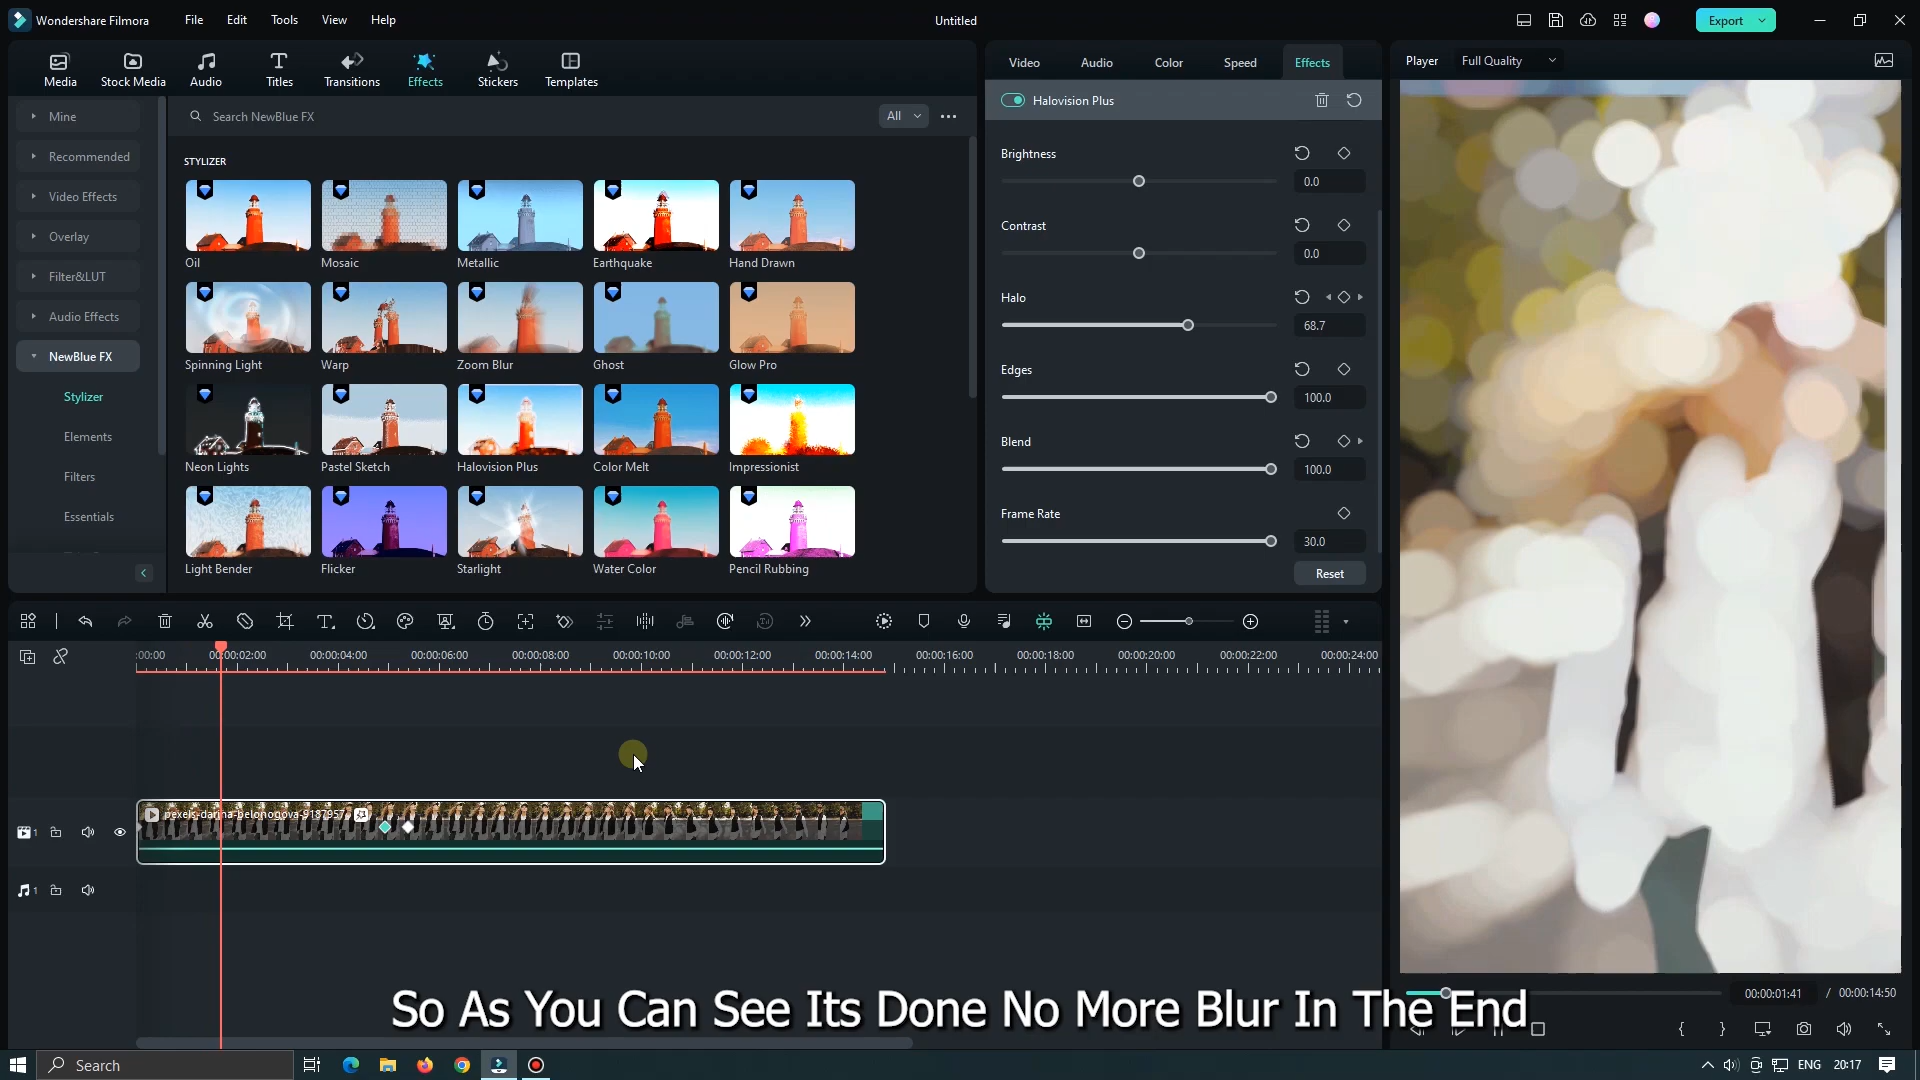 Wondershare Filmora
File
Edit
Tools
View
Help
Untitled
Export
Media
Stock Media
Audio
Titles
Transitions
Effects
Stickers
Templates
Video
Audio
Color
Speed
Effects
Player
Full Quality
Halovision Plus
Mine
Recommended
Video Effects
Overlay
Filter&LUT
Audio Effects
NewBlue FX
Stylizer
Elements
Filters
Essentials
Search NewBlue FX
All
STYLIZER
Oil
Mosaic
Metallic
Earthquake
Hand Drawn
Spinning Light
Warp
Zoom Blur
Ghost
Glow Pro
Neon Lights
Pastel Sketch
Halovision Plus
Color Melt
Impressionist
Light Bender
Flicker
Starlight
Water Color
Pencil Rubbing
Brightness
0.0
Contrast
0.0
Halo
68.7
Edges
100.0
Blend
100.0
Frame Rate
30.0
Reset
:00:00
00:00:02:00
00:00:04:00
00:00:06:00
00:00:08:00
00:00:10:00
00:00:12:00
00:00:14:00
00:00:16:00
00:00:18:00
00:00:20:00
00:00:22:00
00:00:24:00
pexels-darina-belonogova-9187957
1
1
00:00:01:41 / 00:00:14:50
So As You Can See Its Done No More Blur In The End
Search
ENG
20:17